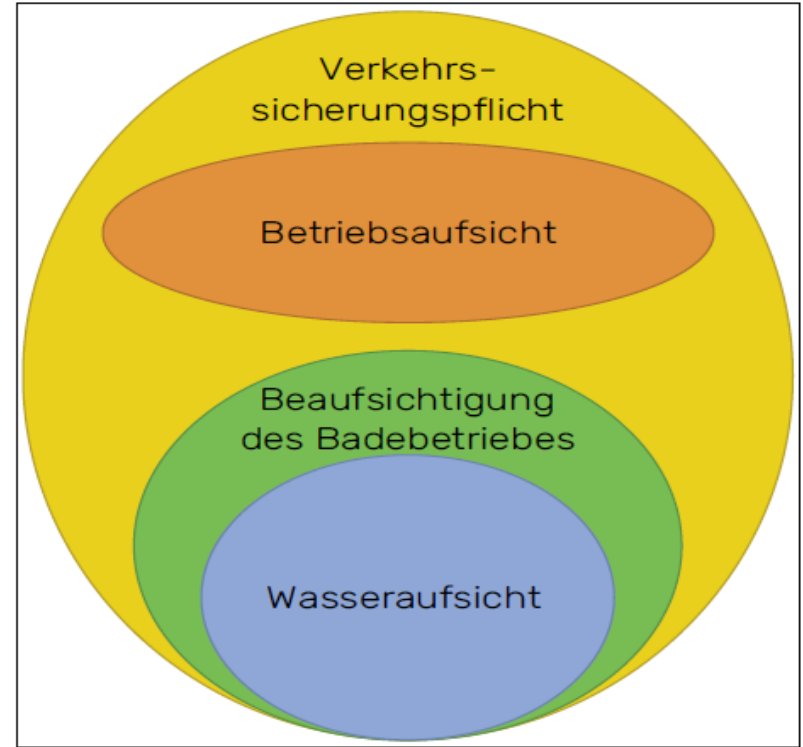 Verkehrs-
sicherungspflicht
Betriebsaufsicht
Beaufsichtigung
des Badebetriebes
Wasseraufsicht